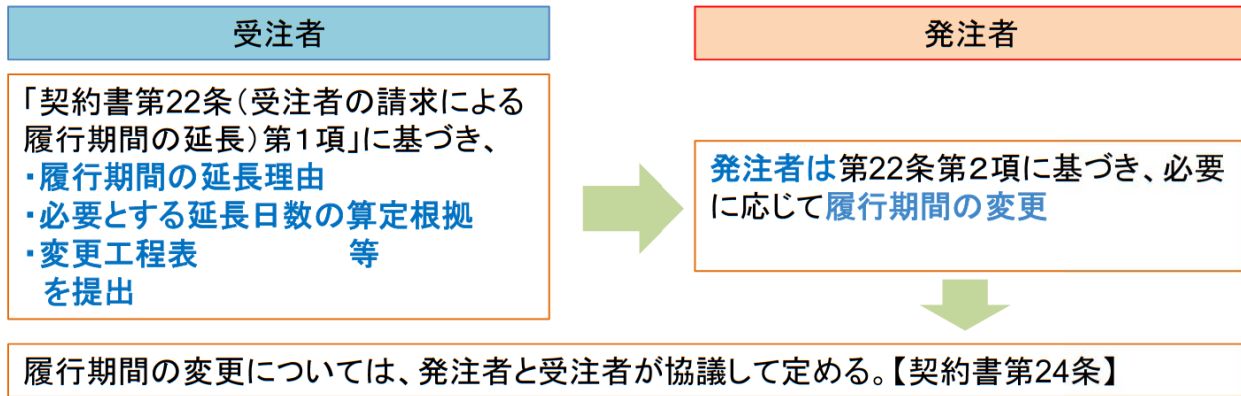 受注者
「契約書第22条(受注者の請求による
履行期間の延長)第1項」に基づき、
・履行期間の延長理由
・必要とする延長日数の算定根拠
・変更工程表　　　　　等
を提出
発注者
発注者は第22条第2項に基づき、必要
に応じて履行期間の変更
履行期間の変更については、発注者と受注者が協議して定める。【契約書第24条】